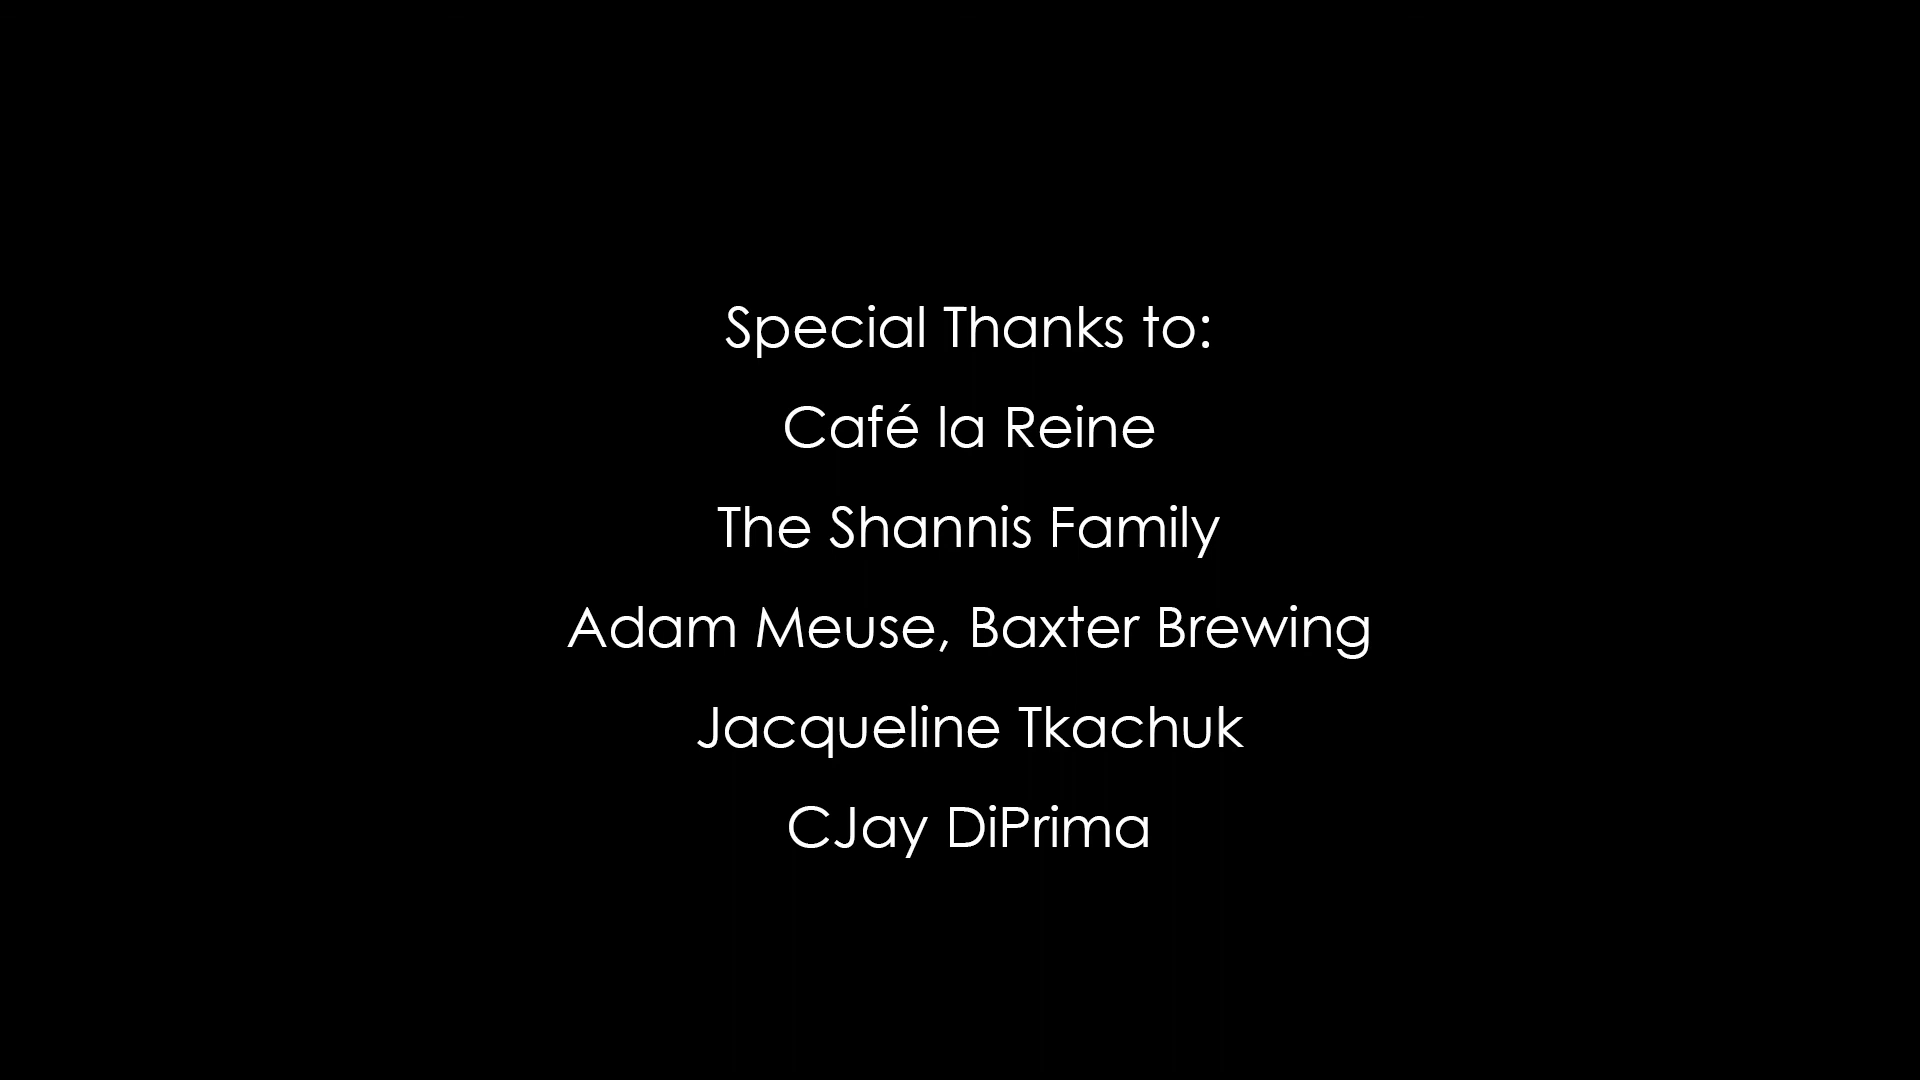 Special Thanks to:
Café la Reine
The Shannis Family
Adam Meuse, Baxter Brewing
Jacqueline Tkachuk
CJay DiPrima